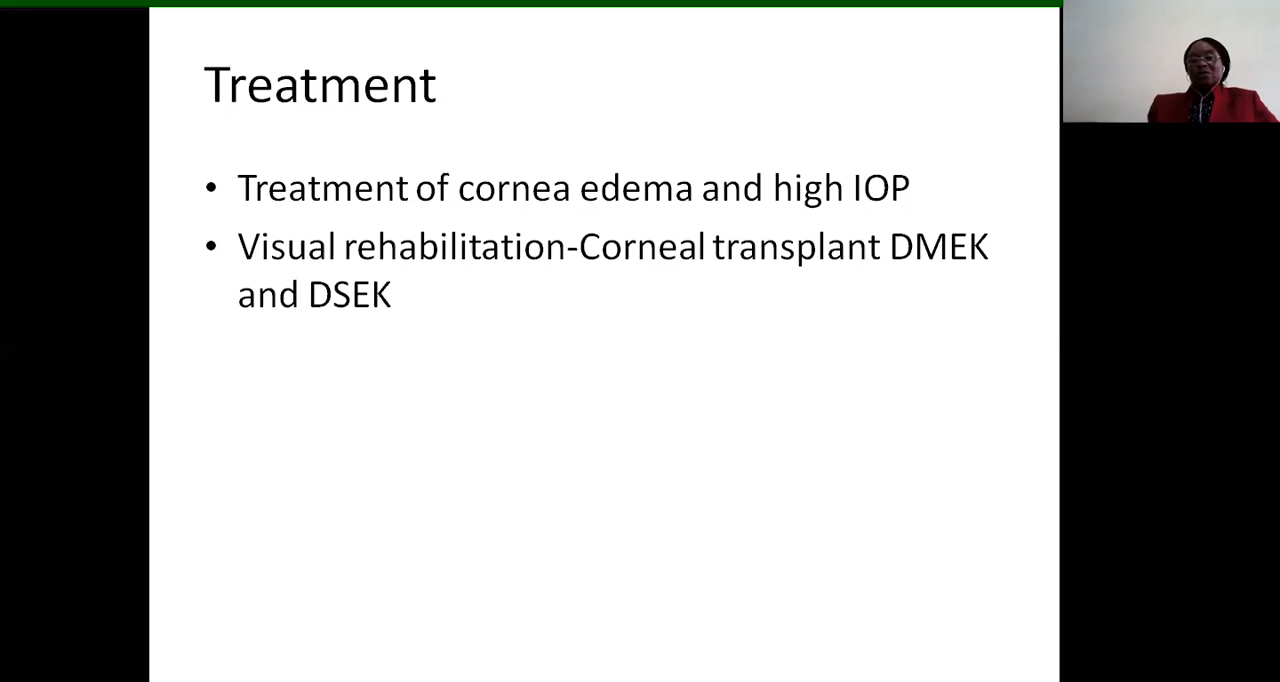 Treatment
• Treatment of cornea edema and high IOP
• Visual rehabilitation-Corneal transplant DMEK
and DSEK